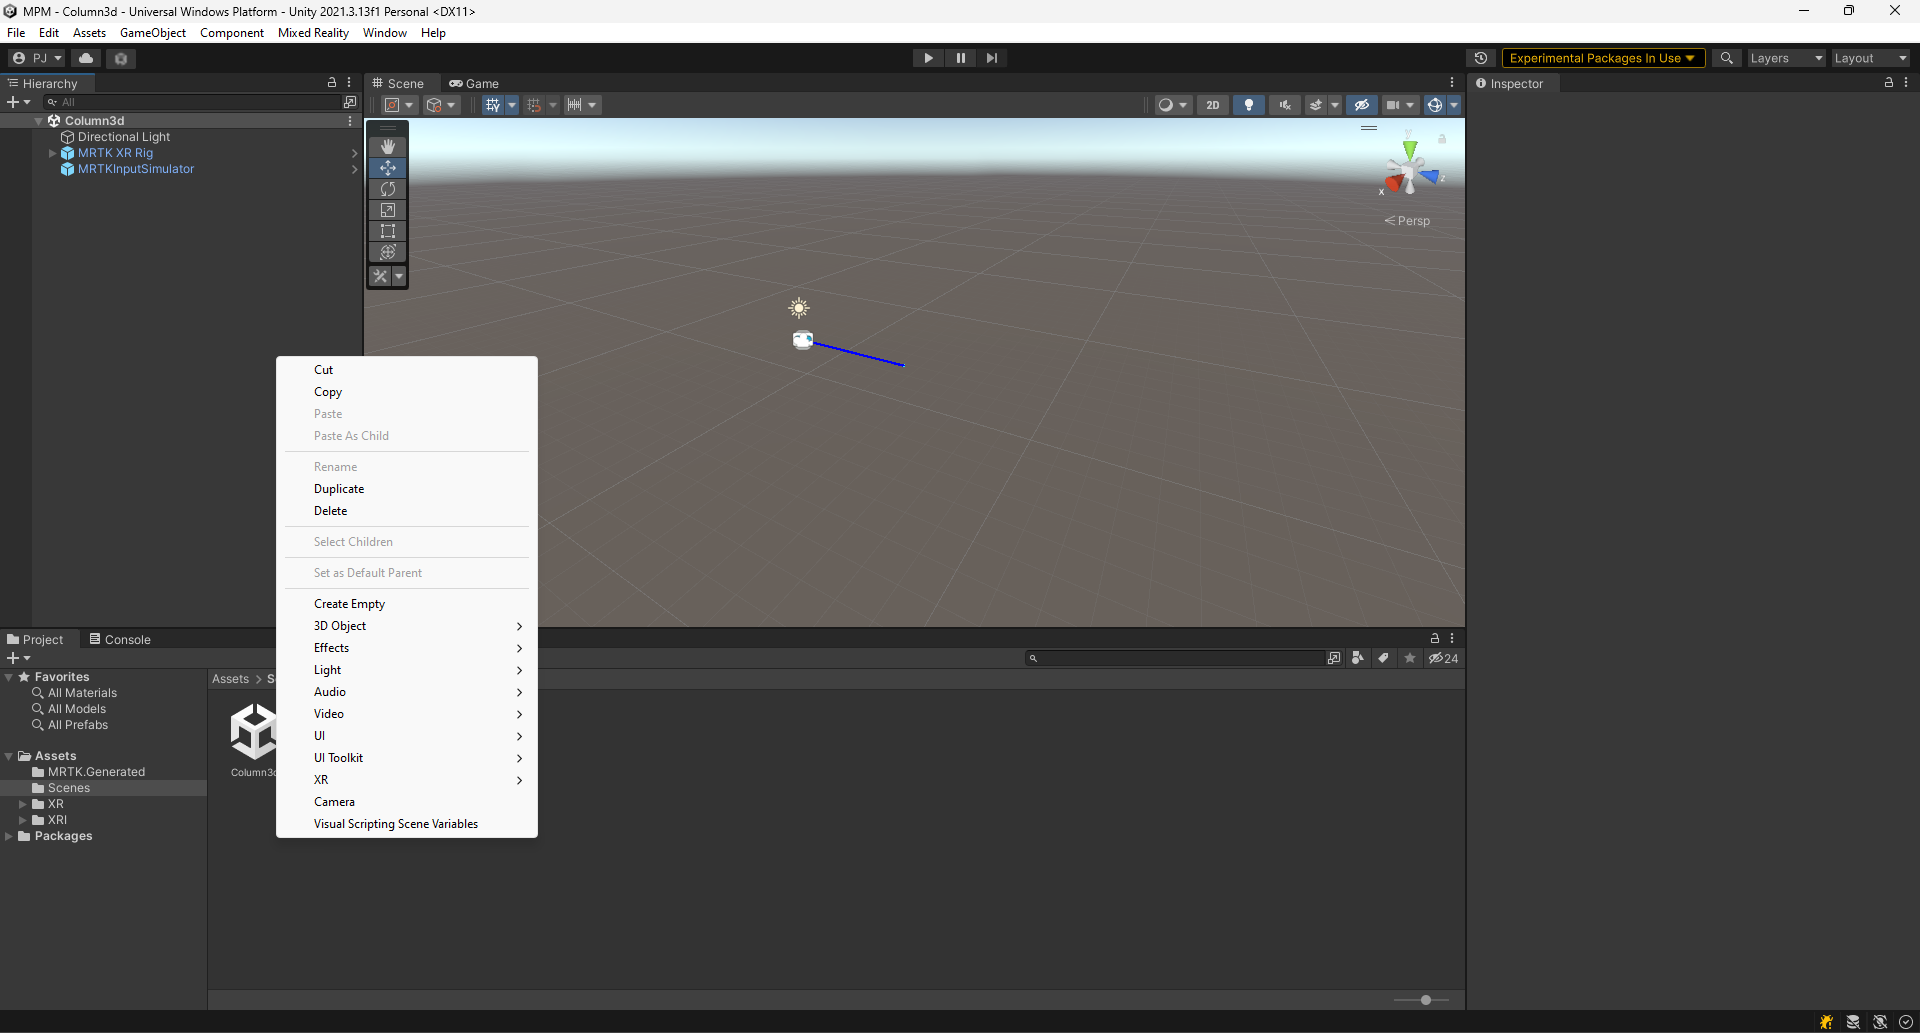 MPM - Column3d - Universal Windows Platform - Unity 2021.3.13f1 Personal <DX11>
File Edit Assets GameObject Component Mixed Reality Window Help
PJ
Experimental Packages In Use
Layers
Layout
Hierarchy
All
Column3d
Directional Light
MRTK XR Rig
MRTKInputSimulator
Scene
Game
2D
y
x
z
Persp
Inspector
Cut
Copy
Paste
Paste As Child
Rename
Duplicate
Delete
Select Children
Set as Default Parent
Create Empty
3D Object
Effects
Light
Audio
Video
UI
UI Toolkit
XR
Camera
Visual Scripting Scene Variables
Project
Console
24
Favorites
All Materials
All Models
All Prefabs
Assets
MRTK.Generated
Scenes
XR
XRI
Packages
Assets > S
Column3d